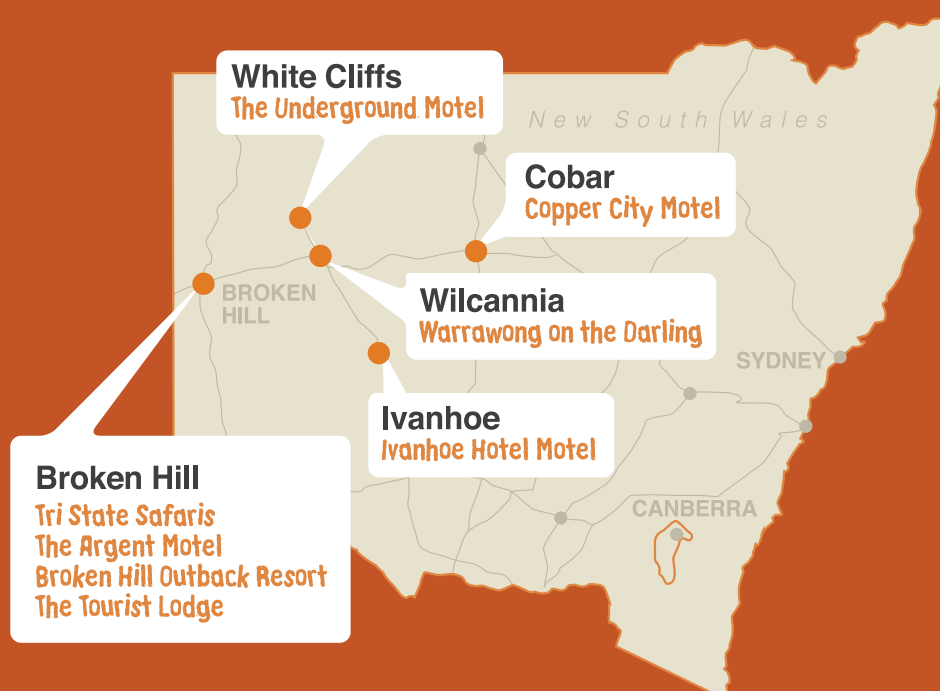 White Cliffs
The Underground Motel
New South Wales
Cobar
Copper City Motel
Wilcannia
Warrawong on the Darling
BROKEN
HILL
SYDNEY
Ivanhoe
Ivanhoe Hotel Motel
Broken Hill
Tri State Safaris
The Argent Motel
Broken Hill Outback Resort
The Tourist Lodge
CANBERRA